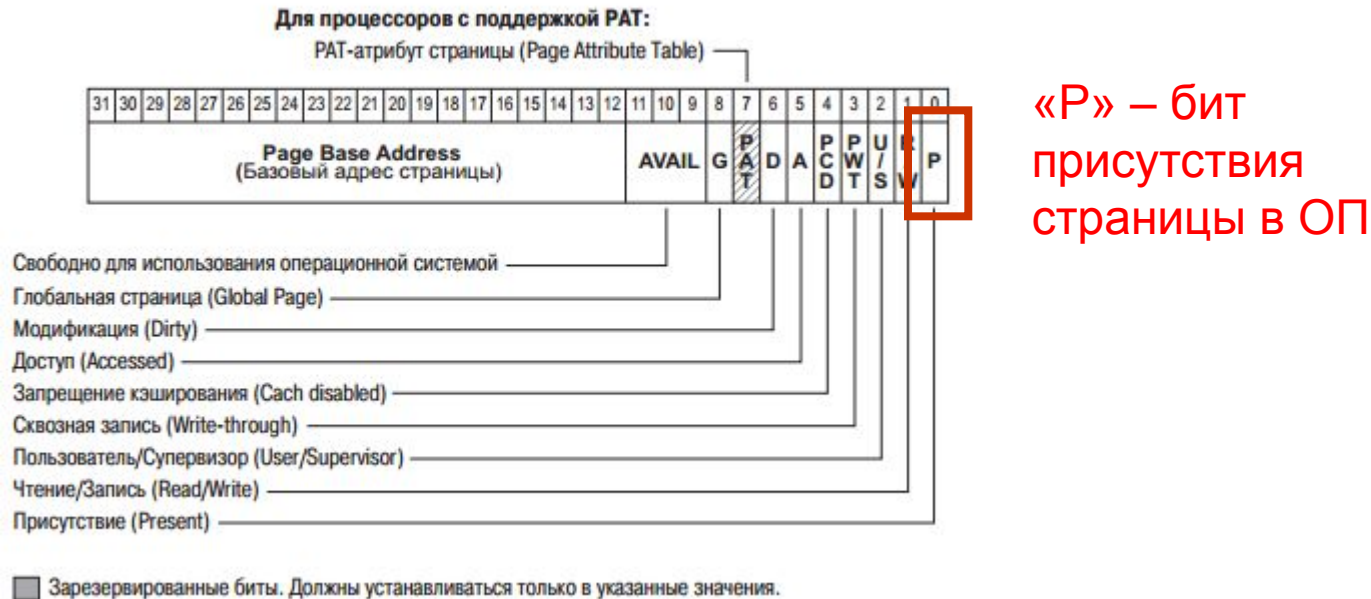 Для процессоров с поддержкой PAT:
PAT-атрибут страницы (Page Attribute Table)
31 30 29 28 27 26 25 24 23 22 21 20 19 18 17 16 15 14 13 12 11 10 9 8 7 6 5 4 3 2 1 0
Page Base Address
(Базовый адрес страницы)
AVAIL G PAT D A PCD PWT U/S R W P
«P» – бит
присутствия
страницы в ОП
Свободно для использования операционной системой
Глобальная страница (Global Page)
Модификация (Dirty)
Доступ (Accessed)
Запрещение кэширования (Cach disabled)
Сквозная запись (Write-through)
Пользователь/Супервизор (User/Supervisor)
Чтение/Запись (Read/Write)
Присутствие (Present)
Зарезервированные биты. Должны устанавливаться только в указанные значения.